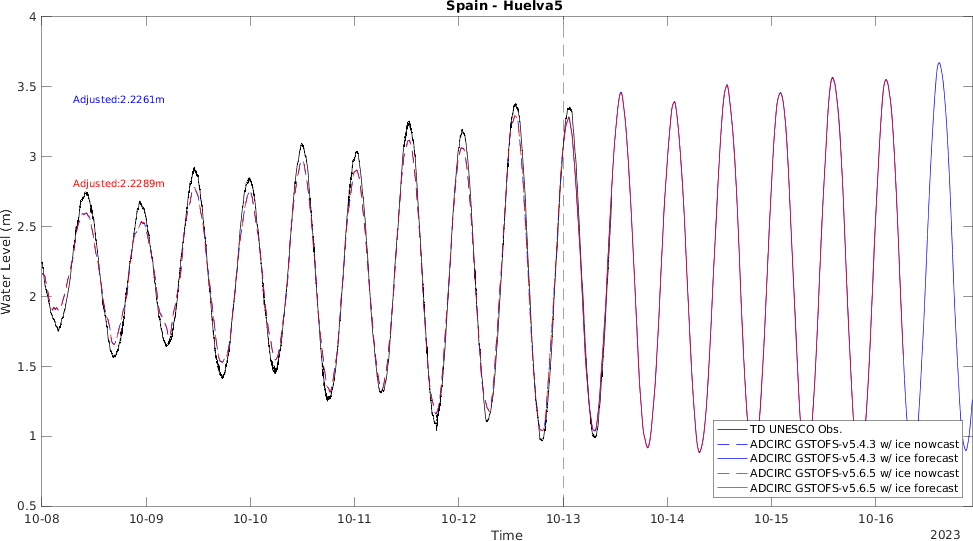 Spain - Huelva5
4
3.5
3
2.5
2
1.5
1
0.5
Water Level (m)
Adjusted:2.2261m
Adjusted:2.2289m
TD UNESCO Obs.
ADCIRC GSTOFS-v5.4.3 w/ ice nowcast
ADCIRC GSTOFS-v5.4.3 w/ ice forecast
ADCIRC GSTOFS-v5.6.5 w/ ice nowcast
ADCIRC GSTOFS-v5.6.5 w/ ice forecast
10-08 10-09 10-10 10-11 10-12 10-13 10-14 10-15 10-16
2023
Time